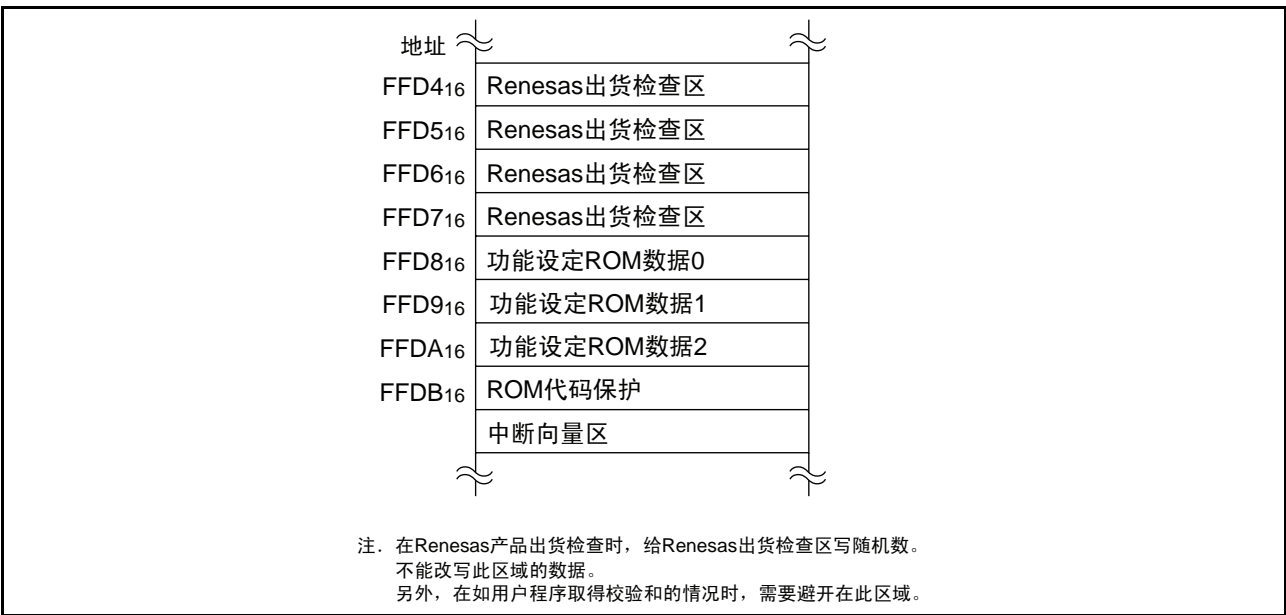 地址
FFD4₁₆ Renesas出货检查区
FFD5₁₆ Renesas出货检查区
FFD6₁₆ Renesas出货检查区
FFD7₁₆ Renesas出货检查区
FFD8₁₆ 功能设定ROM数据0
FFD9₁₆ 功能设定ROM数据1
FFDA₁₆ 功能设定ROM数据2
FFDB₁₆ ROM代码保护
中断向量区
注．在Renesas产品出货检查时，给Renesas出货检查区写随机数。
不能改写此区域的数据。
另外，在如用户程序取得校验和的情况时，需要避开在此区域。